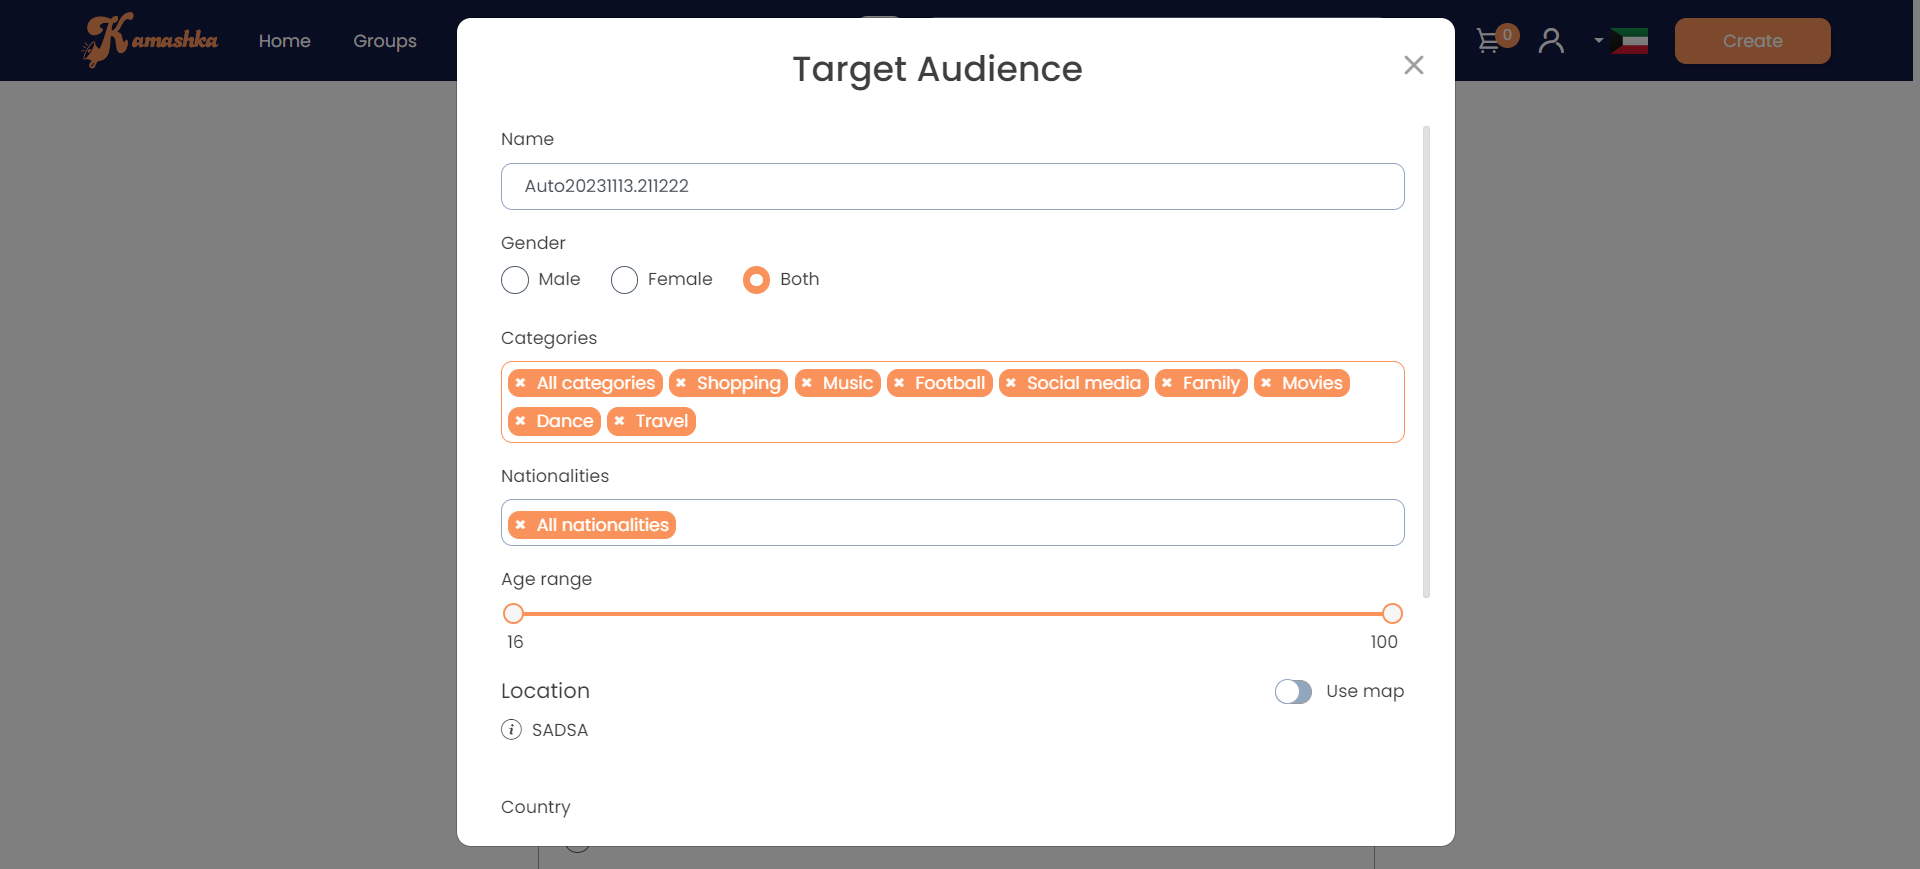 Kamashka Home Groups 0 Create
Target Audience
Name
Auto20231113.211222
Gender
Male Female Both
Categories
All categories Shopping Music Football Social media Family Movies
Dance Travel
Nationalities
All nationalities
Age range
16 100
Location Use map
SADSA
Country